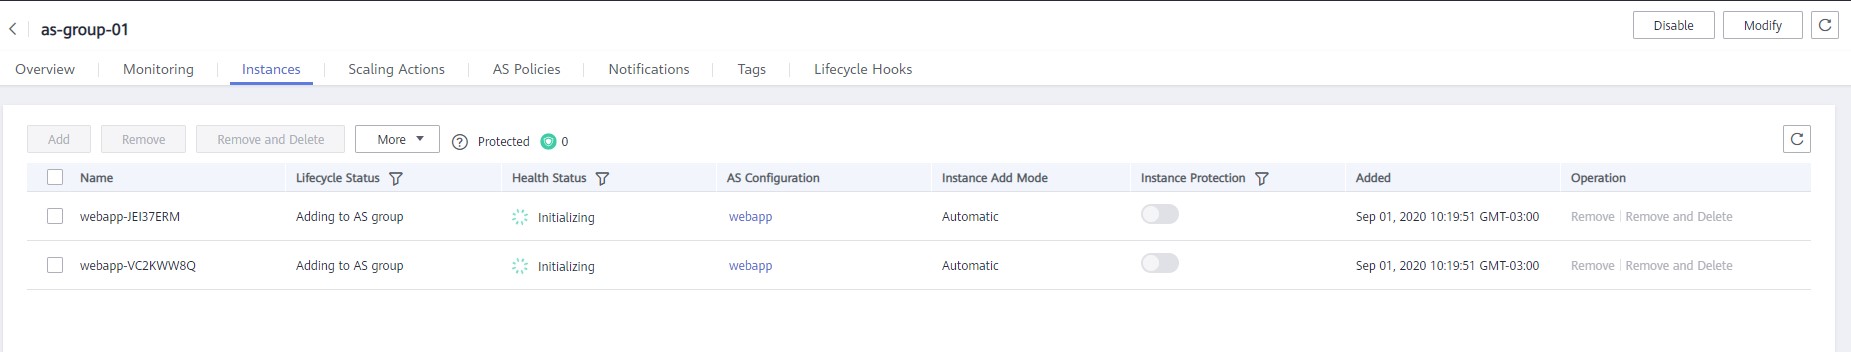 as-group-01 Disable Modify
Overview Monitoring Instances Scaling Actions AS Policies Notifications Tags Lifecycle Hooks
Add Remove Remove and Delete More ? Protected 0
Name Lifecycle Status Health Status AS Configuration Instance Add Mode Instance Protection Added Operation
webapp-JEI37ERM Adding to AS group Initializing webapp Automatic Sep 01, 2020 10:19:51 GMT-03:00 Remove | Remove and Delete
webapp-VC2KWW8Q Adding to AS group Initializing webapp Automatic Sep 01, 2020 10:19:51 GMT-03:00 Remove | Remove and Delete